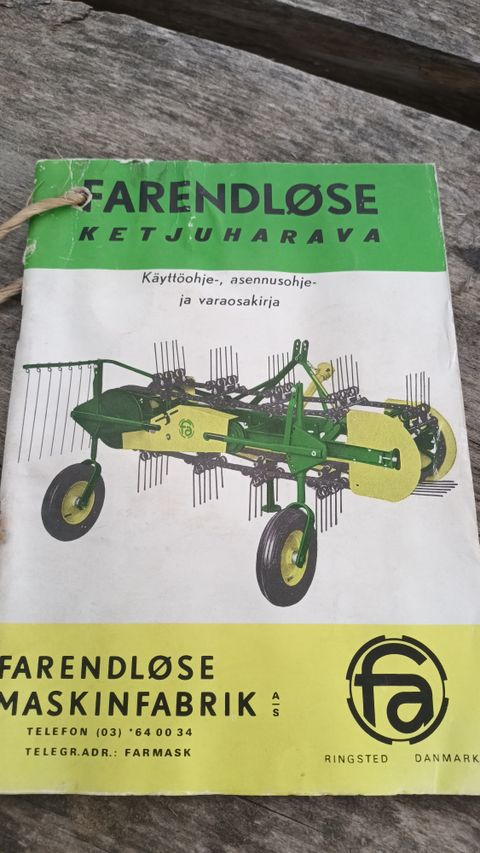 FARENDLØSE
KETJUHARAVA
Käyttöohje-, asennusohje-
ja varaosakirja
fa
FARENDLØSE
MASKINFABRIK A/S
TELEFON (03) *64 00 34
TELEGR.ADR.: FARMASK
fa
RINGSTED DANMARK